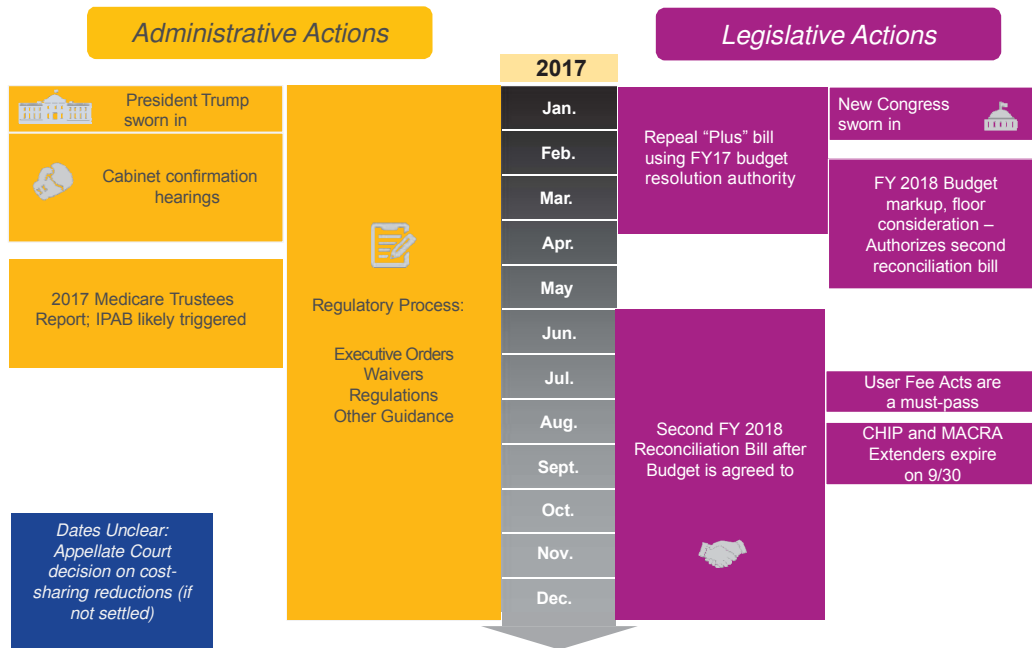 Administrative Actions
Legislative Actions
2017
President Trump
sworn in
Cabinet confirmation
hearings
2017 Medicare Trustees
Report; IPAB likely triggered
Dates Unclear:
Appellate Court
decision on cost-
sharing reductions (if
not settled)
Regulatory Process:
Executive Orders
Waivers
Regulations
Other Guidance
Jan.
Feb.
Mar.
Apr.
May
Jun.
Jul.
Aug.
Sept.
Oct.
Nov.
Dec.
Repeal “Plus” bill
using FY17 budget
resolution authority
Second FY 2018
Reconciliation Bill after
Budget is agreed to
New Congress
sworn in
FY 2018 Budget
markup, floor
consideration –
Authorizes second
reconciliation bill
User Fee Acts are
a must-pass
CHIP and MACRA
Extenders expire
on 9/30